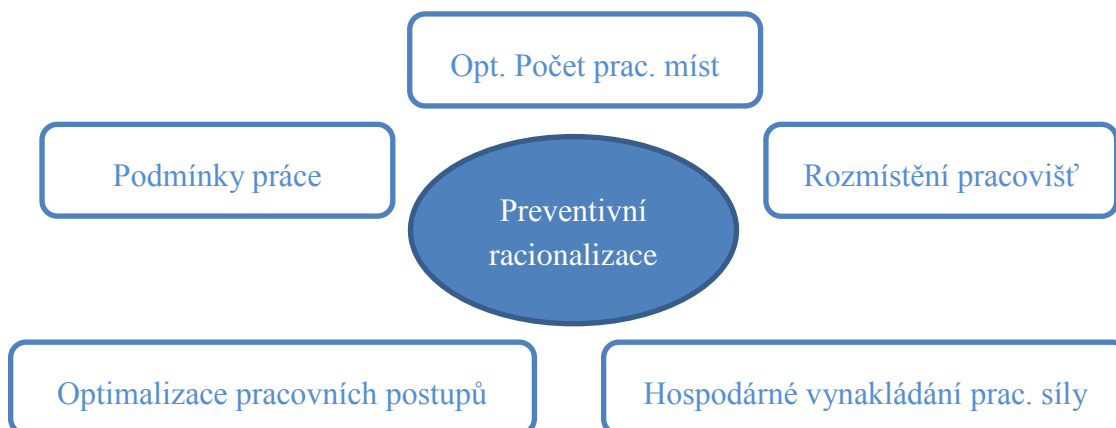 Opt. Počet prac. míst
Podmínky práce
Rozmístění pracovišť
Preventivní
racionalizace
Optimalizace pracovních postupů
Hospodárné vynakládání prac. síly